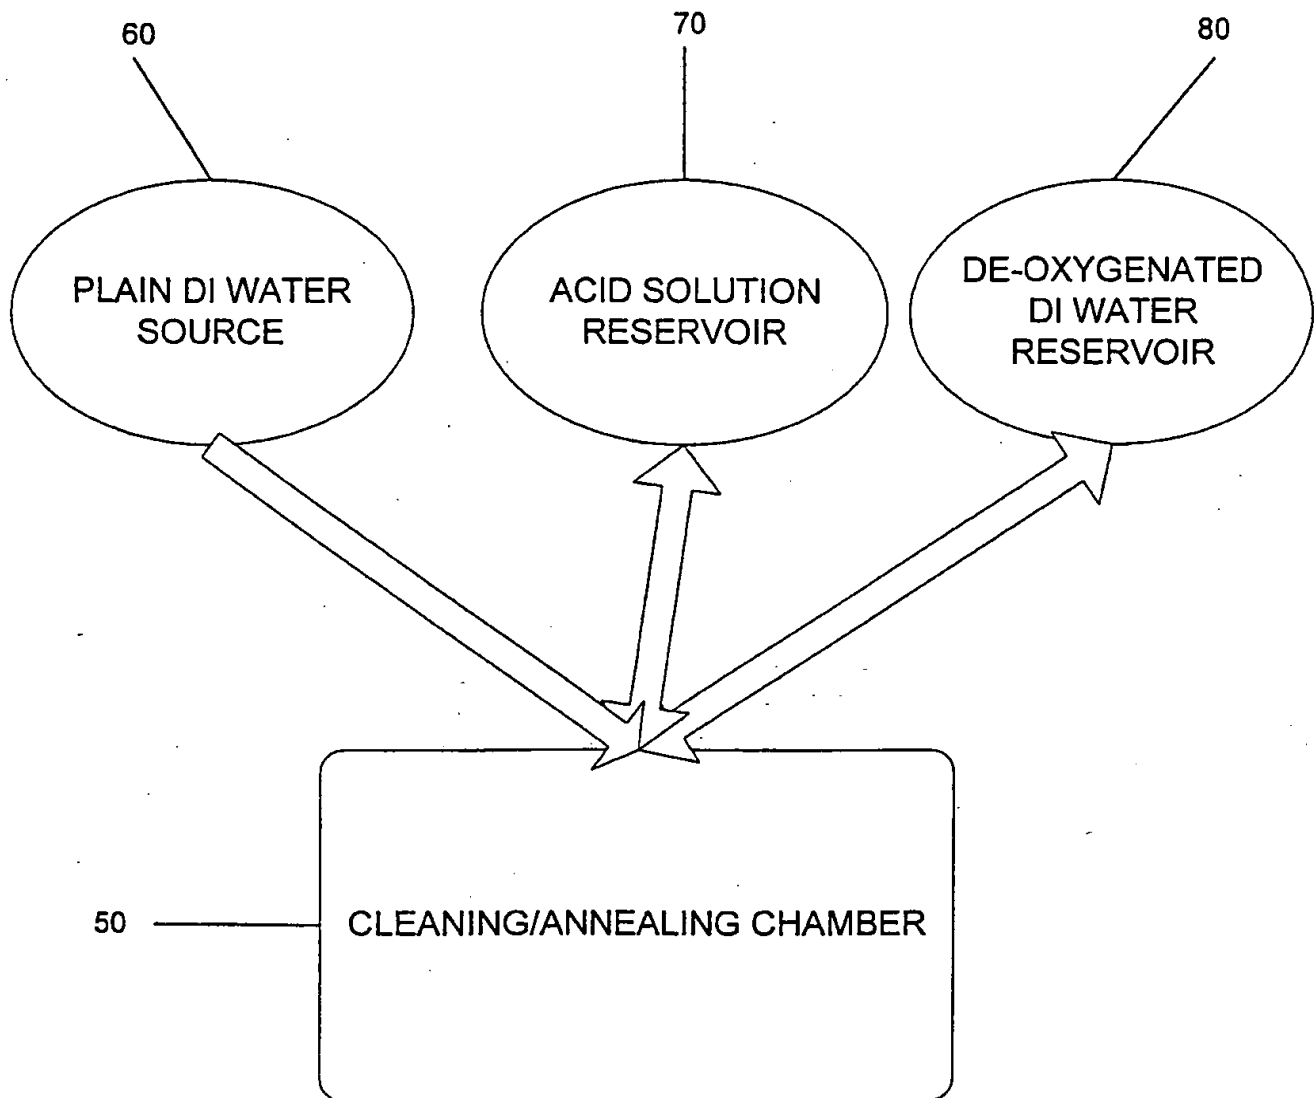 60
70
80
PLAIN DI WATER
SOURCE
ACID SOLUTION
RESERVOIR
DE-OXYGENATED
DI WATER
RESERVOIR
50
CLEANING/ANNEALING CHAMBER